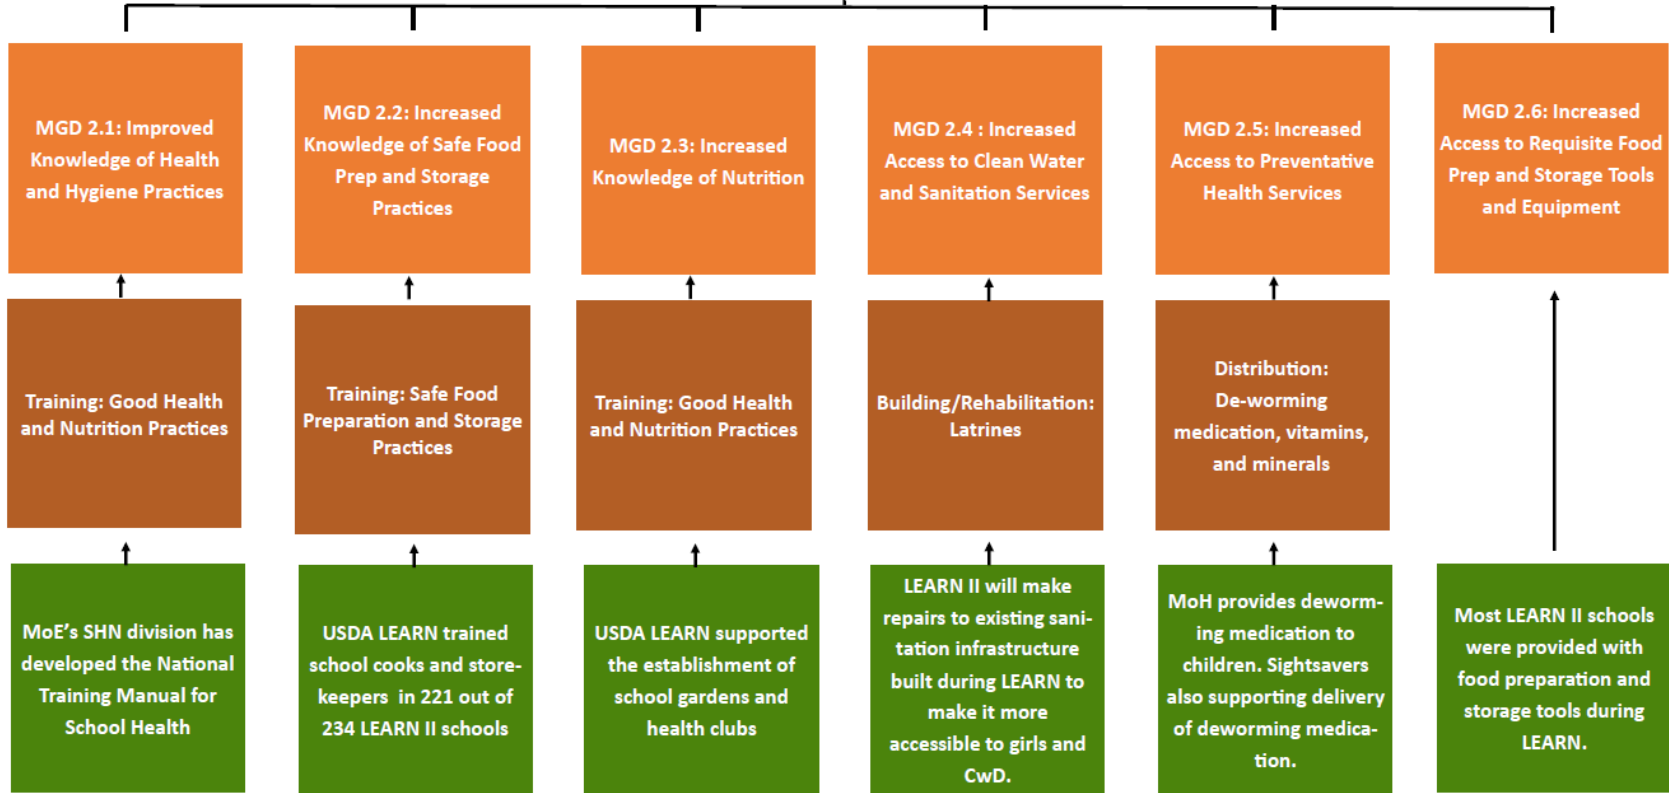 MGD 2.1: Improved
Knowledge of Health
and Hygiene Practices
MGD 2.2: Increased
Knowledge of Safe Food
Prep and Storage
Practices
MGD 2.3: Increased
Knowledge of Nutrition
MGD 2.4 : Increased
Access to Clean Water
and Sanitation Services
MGD 2.5: Increased
Access to Preventative
Health Services
MGD 2.6: Increased
Access to Requisite Food
Prep and Storage Tools
and Equipment
Training: Good Health
and Nutrition Practices
Training: Safe Food
Preparation and Storage
Practices
Training: Good Health
and Nutrition Practices
Building/Rehabilitation:
Latrines
Distribution:
De-worming
medication, vitamins,
and minerals
MoE's SHN division has
developed the National
Training Manual for
School Health
USDA LEARN trained
school cooks and store-
keepers in 221 out of
234 LEARN II schools
USDA LEARN supported
the establishment of
school gardens and
health clubs
LEARN II will make
repairs to existing sani-
tation infrastructure
built during LEARN to
make it more
accessible to girls and
CwD.
MoH provides deworm-
ing medication to
children. Sightsavers
also supporting delivery
of deworming medica-
tion.
Most LEARN II schools
were provided with
food preparation and
storage tools during
LEARN.